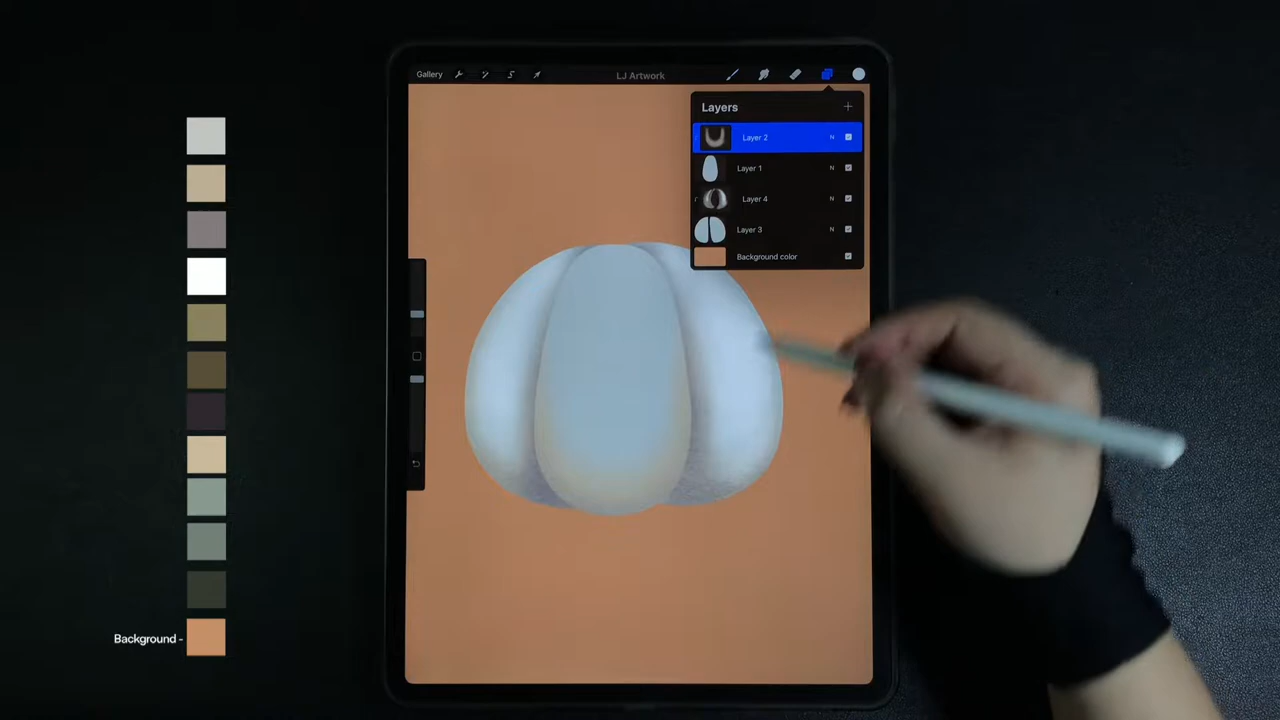 Gallery
LJ Artwork
Layers
Layer 2 N
Layer 1 N
Layer 4 N
Layer 3 N
Background color
Background -